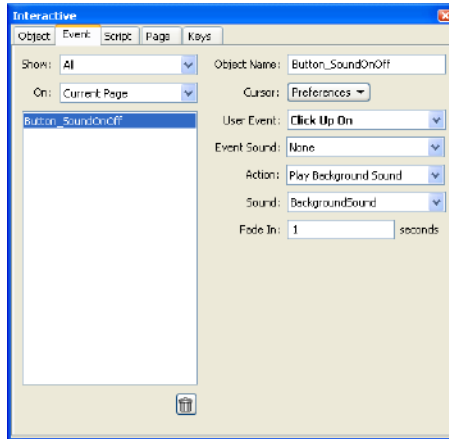 Interactive
Object Event Script Page Keys
Show: All
On: Current Page
Button_SoundOnOff
Object Name: Button_SoundOnOff
Cursor: Preferences
User Event: Click Up On
Event Sound: None
Action: Play Background Sound
Sound: BackgroundSound
Fade In: 1 seconds